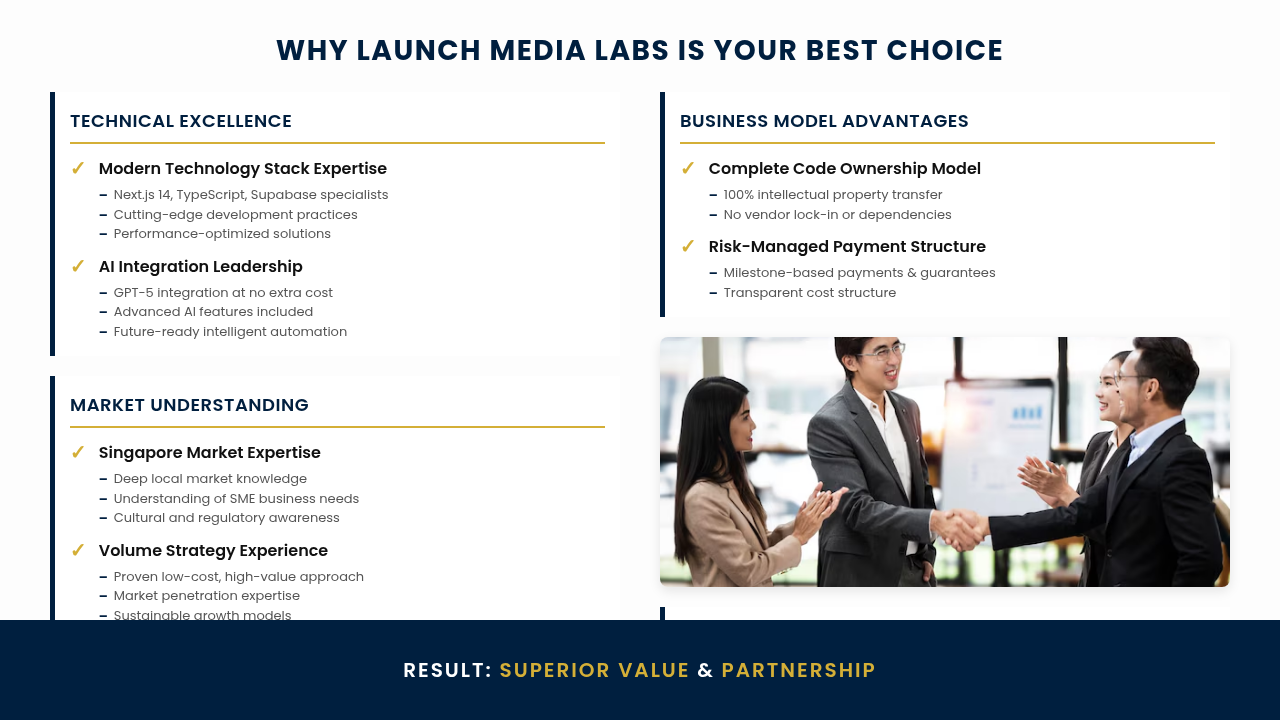 WHY LAUNCH MEDIA LABS IS YOUR BEST CHOICE
TECHNICAL EXCELLENCE
✓ Modern Technology Stack Expertise
– Next.js 14, TypeScript, Supabase specialists
– Cutting-edge development practices
– Performance-optimized solutions
✓ AI Integration Leadership
– GPT-5 integration at no extra cost
– Advanced AI features included
– Future-ready intelligent automation
MARKET UNDERSTANDING
✓ Singapore Market Expertise
– Deep local market knowledge
– Understanding of SME business needs
– Cultural and regulatory awareness
✓ Volume Strategy Experience
– Proven low-cost, high-value approach
– Market penetration expertise
– Sustainable growth models
BUSINESS MODEL ADVANTAGES
✓ Complete Code Ownership Model
– 100% intellectual property transfer
– No vendor lock-in or dependencies
✓ Risk-Managed Payment Structure
– Milestone-based payments & guarantees
– Transparent cost structure
RESULT: SUPERIOR VALUE & PARTNERSHIP